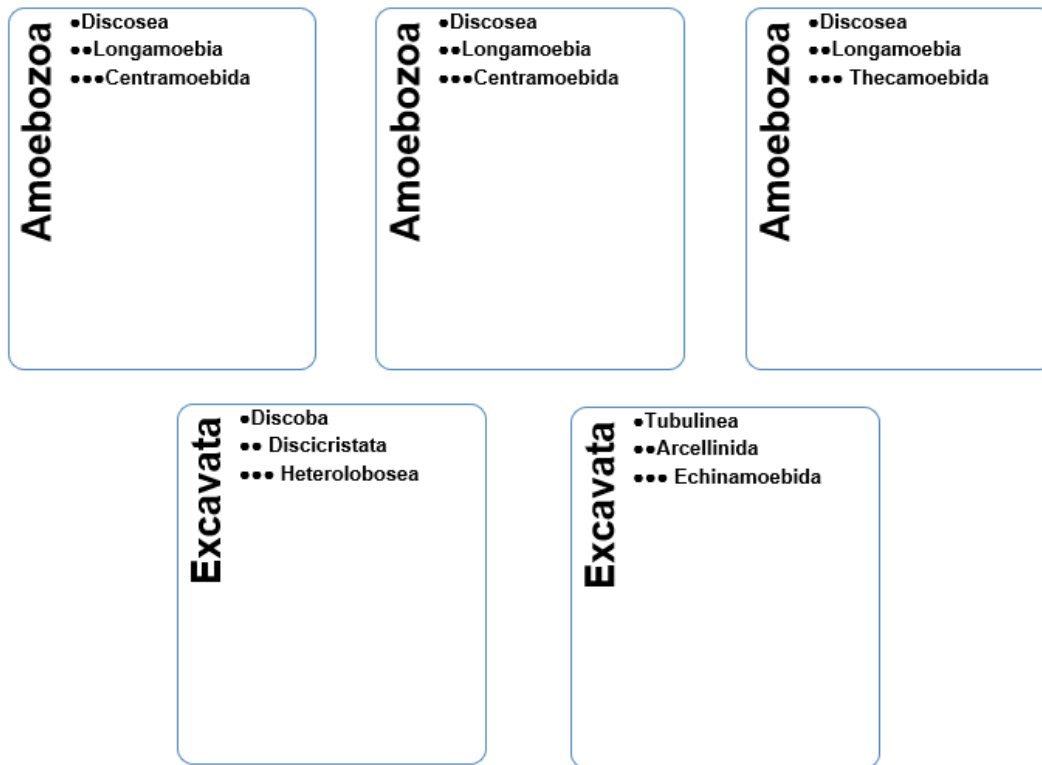 Amoebozoa
•Discosea
••Longamoebia
•••Centramoebida
Amoebozoa
•Discosea
••Longamoebia
•••Centramoebida
Amoebozoa
•Discosea
••Longamoebia
••• Thecamoebida
Excavata
•Discoba
•• Discicristata
••• Heterolobosea
Excavata
•Tubulinea
••Arcellinida
••• Echinamoebida